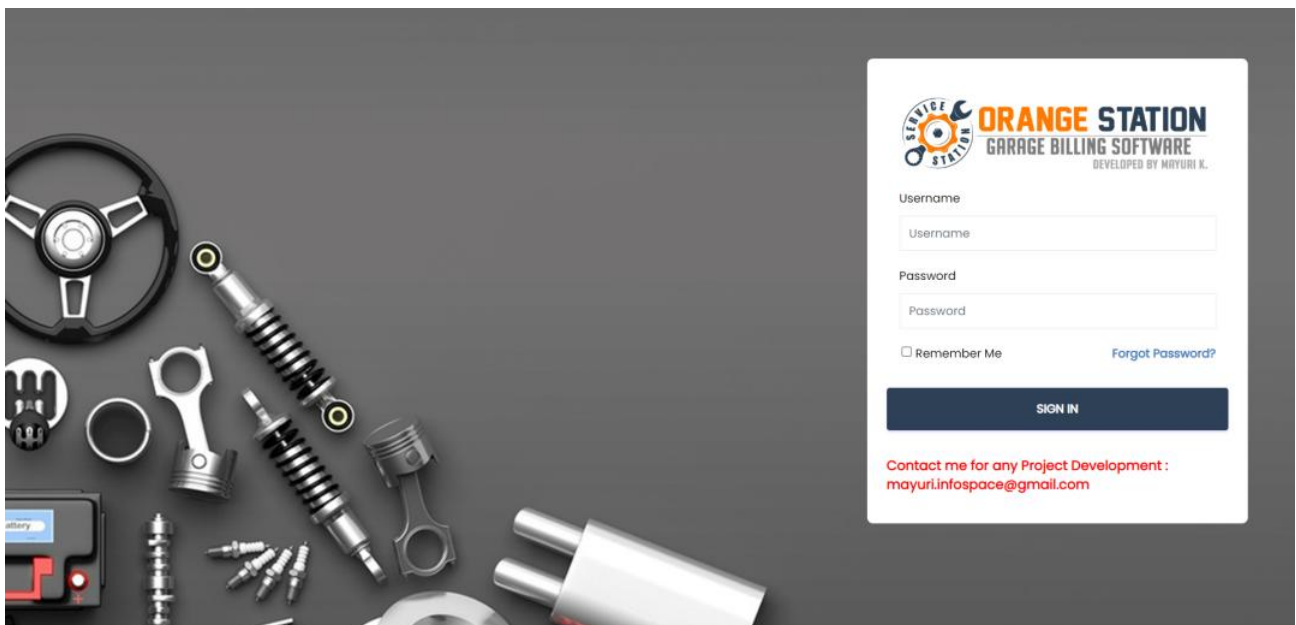 SERVICE
STATION
ORANGE STATION
GARAGE BILLING SOFTWARE
DEVELOPED BY MAYURI K.
Username
Username
Password
Password
Remember Me Forgot Password?
SIGN IN
Contact me for any Project Development :
mayuri.infospace@gmail.com
attery